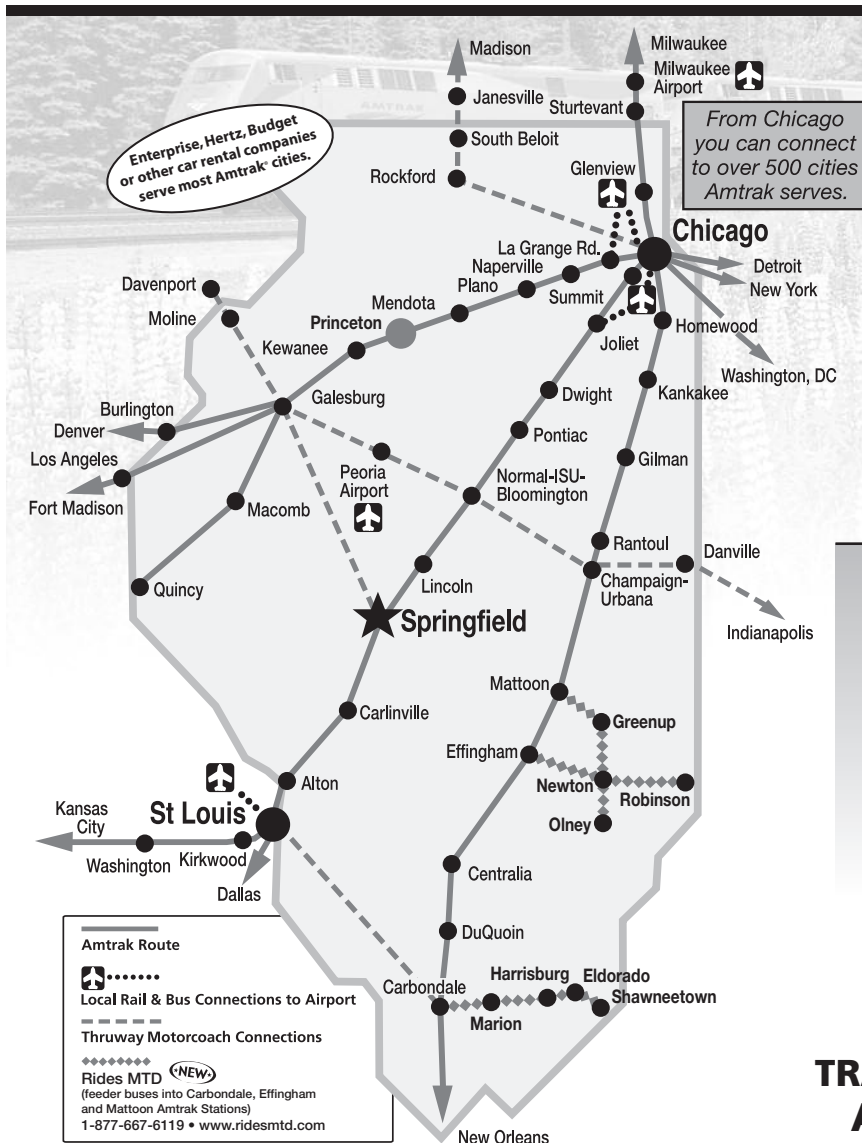 Madison
Milwaukee
Milwaukee
Airport
Janesville
Sturtevant
AMTRAK
Enterprise, Hertz, Budget
or other car rental companies
serve most Amtrak® cities.
From Chicago
you can connect
to over 500 cities
Amtrak serves.
South Beloit
Rockford
Glenview
Chicago
La Grange Rd.
Naperville
Plano
Mendota
Princeton
Kewanee
Summit
Detroit
New York
Davenport
Moline
Joliet
Homewood
Washington, DC
Dwight
Kankakee
Burlington
Galesburg
Denver
Pontiac
Los Angeles
Fort Madison
Peoria
Airport
Normal-ISU-
Bloomington
Gilman
Macomb
Rantoul
Danville
Quincy
Lincoln
Champaign-
Urbana
Springfield
Indianapolis
Mattoon
Carlinville
Greenup
Effingham
Alton
Newton
Robinson
St Louis
Olney
Kansas
City
Washington
Kirkwood
Dallas
Centralia
DuQuoin
Carbondale
Harrisburg
Eldorado
Shawneetown
Marion
New Orleans
Amtrak Route
Local Rail & Bus Connections to Airport
Thruway Motorcoach Connections
Rides MTD NEW
(feeder buses into Carbondale, Effingham
and Mattoon Amtrak Stations)
1-877-667-6119 • www.ridesmtd.com
TRA
A